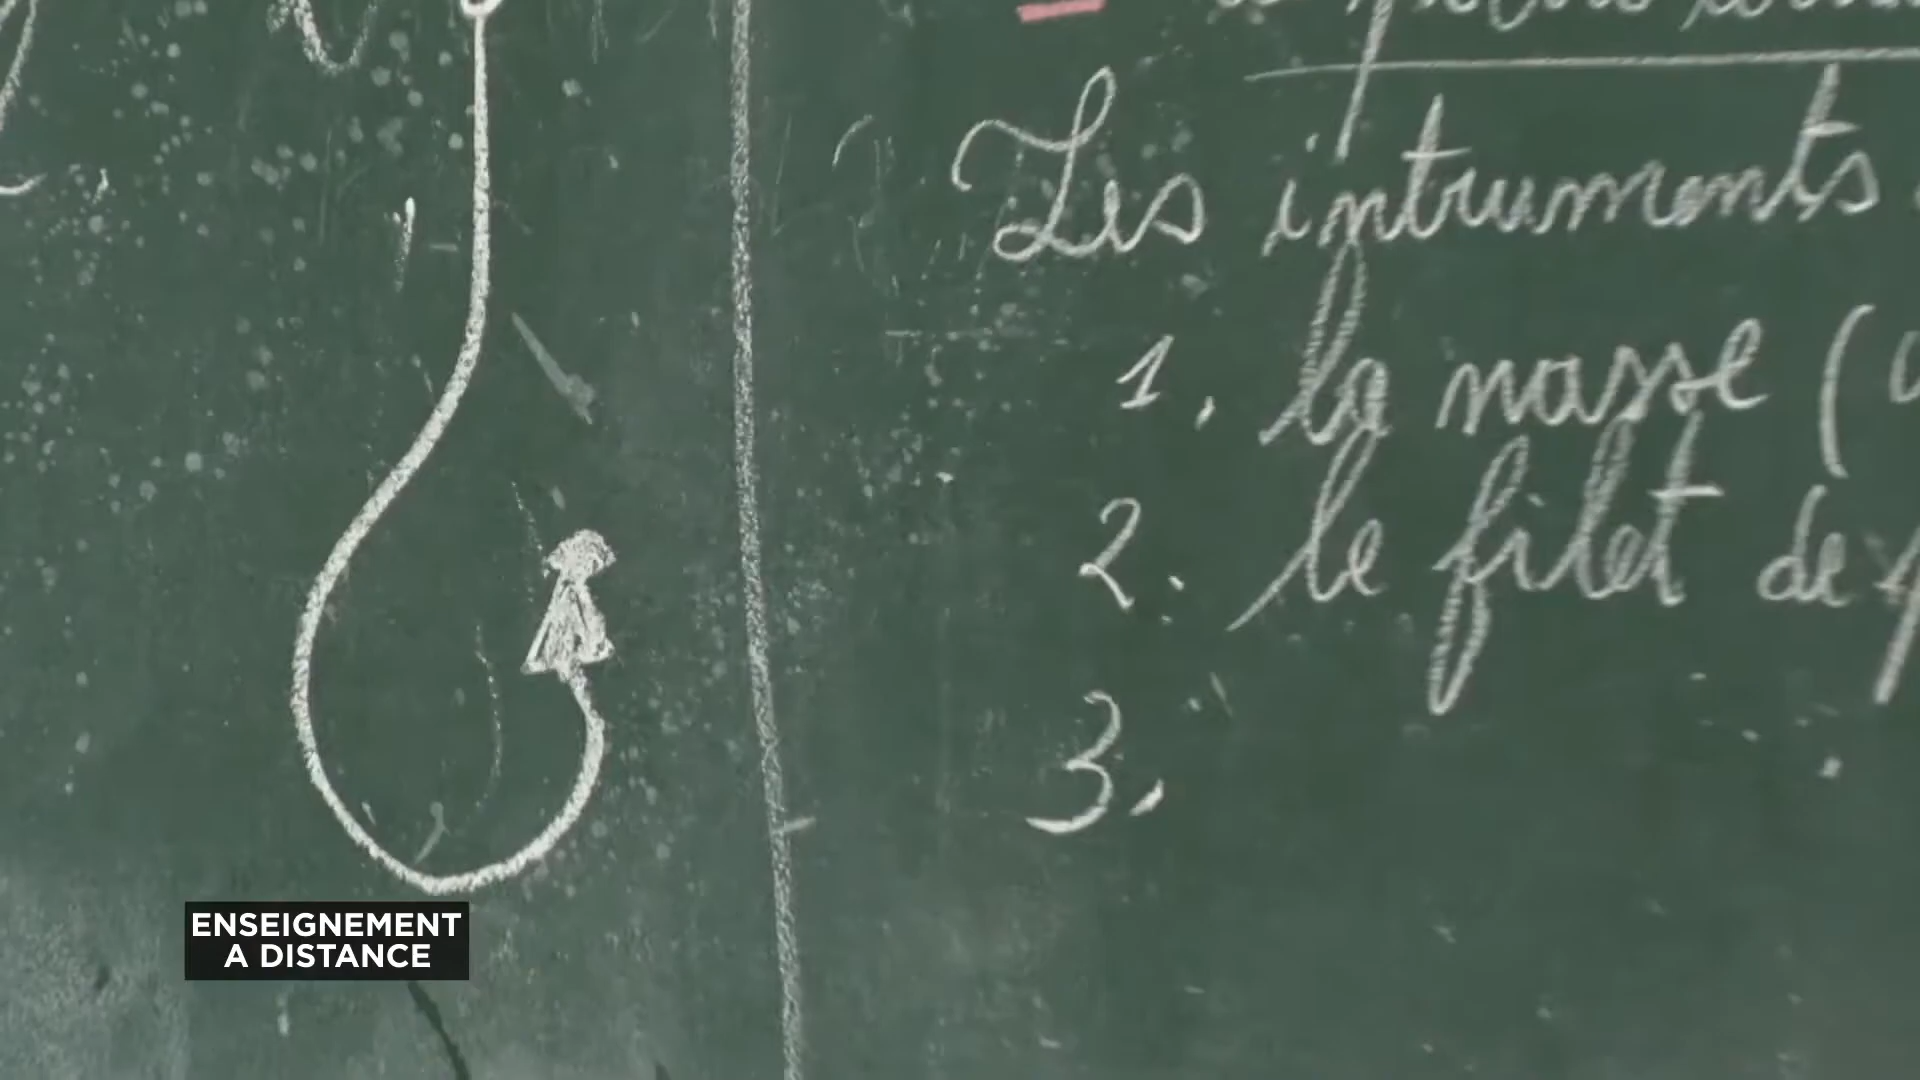 Les intruments
1. la nasse (
2. le filet de
3.
ENSEIGNEMENT
A DISTANCE